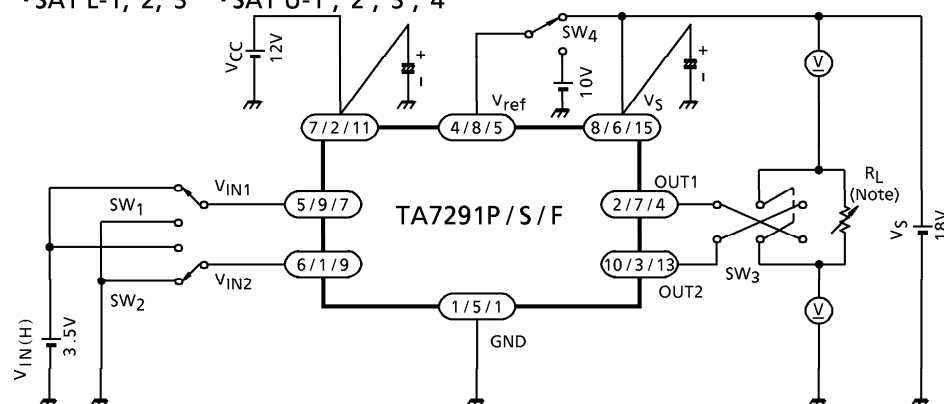 *SAT L-1, 2, 3 *SAT U-1, 2, 3, 4
VCC
12V
+
-
SW4
10V
Vref
VS
+
-
V
7/2/11
4/8/5
8/6/15
VIN1
SW1
5/9/7
TA7291P/S/F
OUT1
2/7/4
RL
(Note)
VS
18V
6/1/9
VIN2
SW2
10/3/13
OUT2
SW3
1/5/1
GND
VIN(H)
3.5V
V